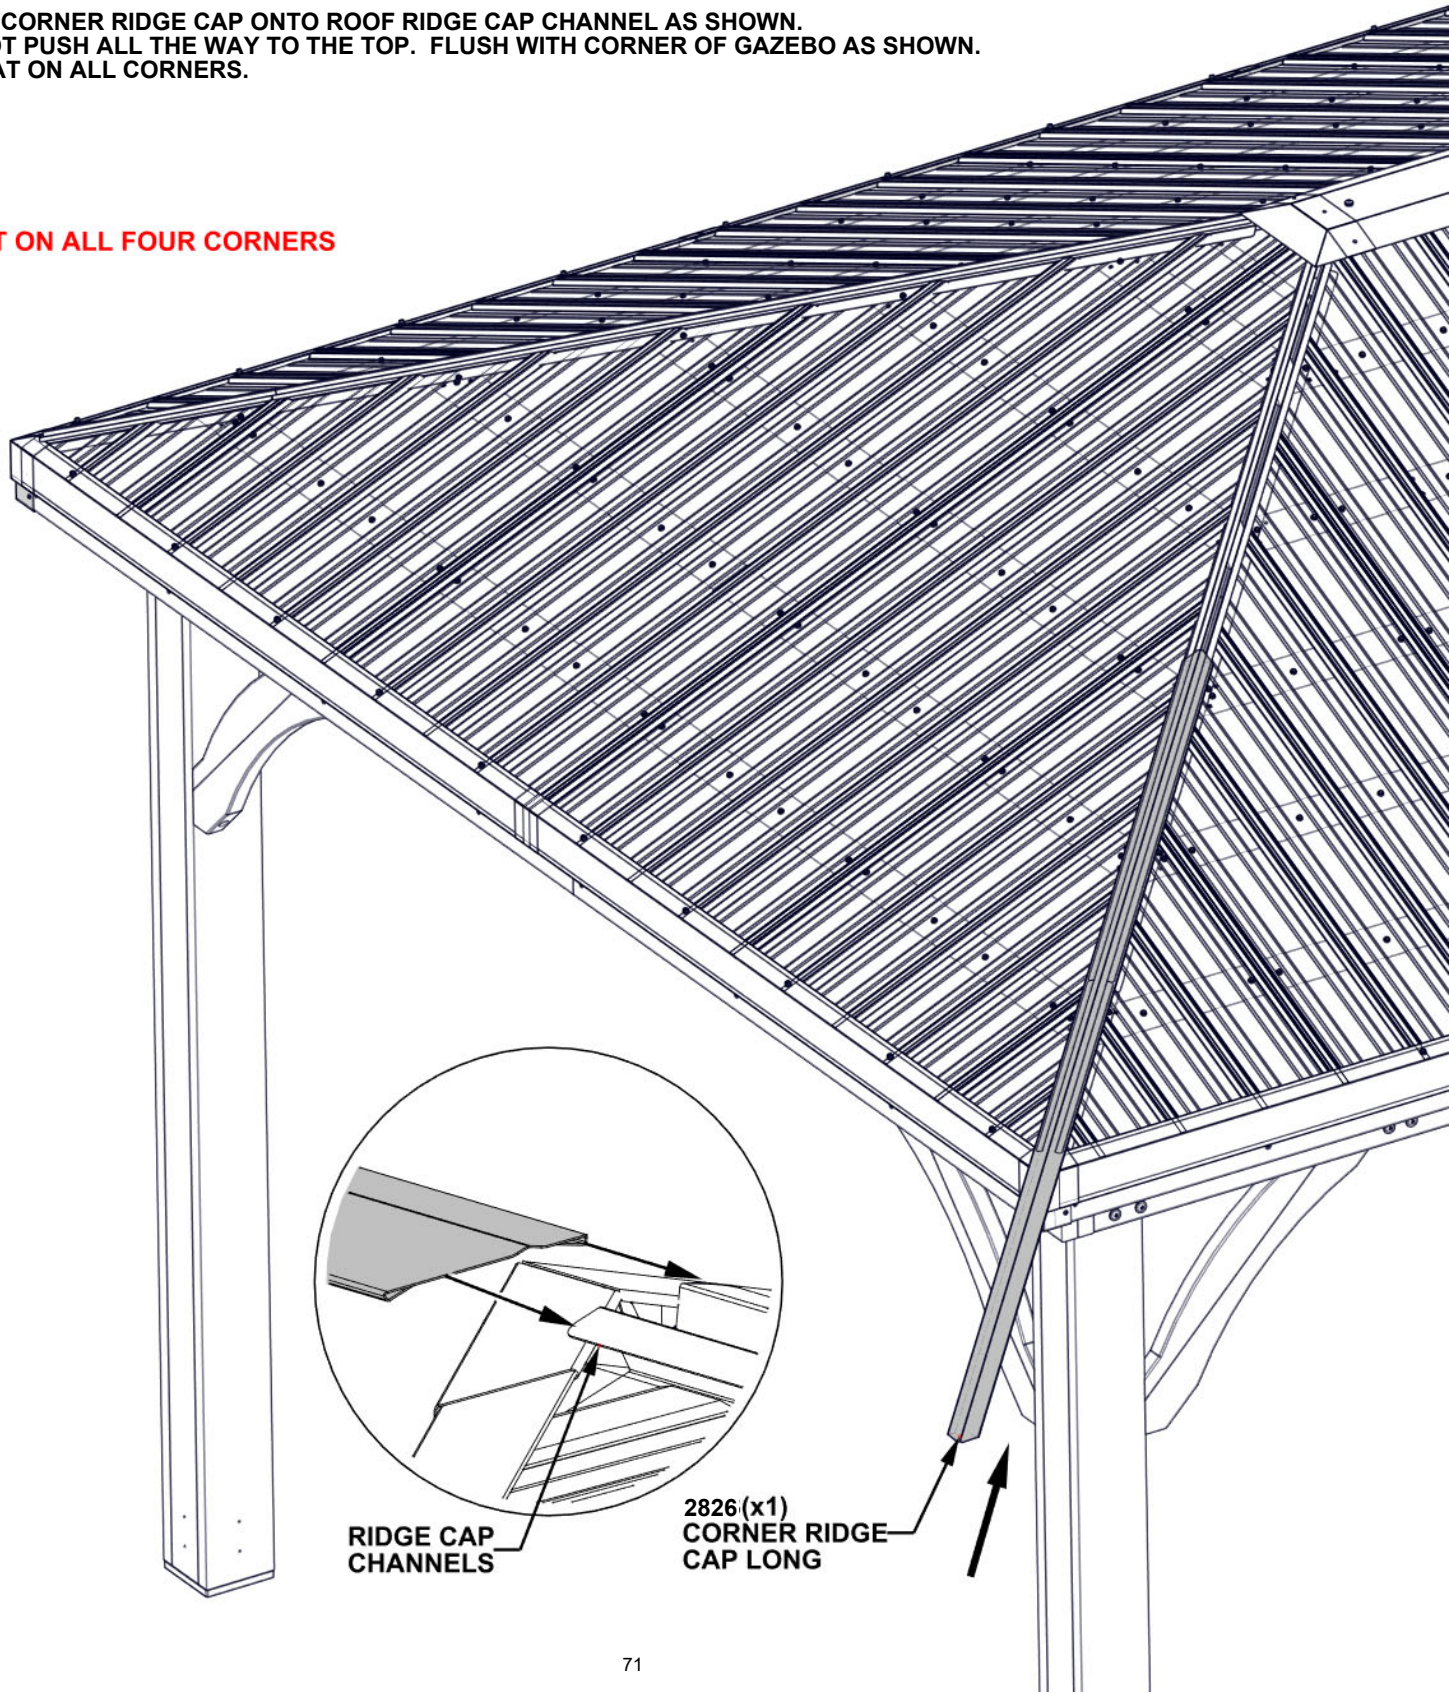 CORNER RIDGE CAP ONTO ROOF RIDGE CAP CHANNEL AS SHOWN.
OT PUSH ALL THE WAY TO THE TOP.  FLUSH WITH CORNER OF GAZEBO AS SHOWN.
AT ON ALL CORNERS.
T ON ALL FOUR CORNERS
RIDGE CAP
CHANNELS
2826 (x1)
CORNER RIDGE
CAP LONG
71